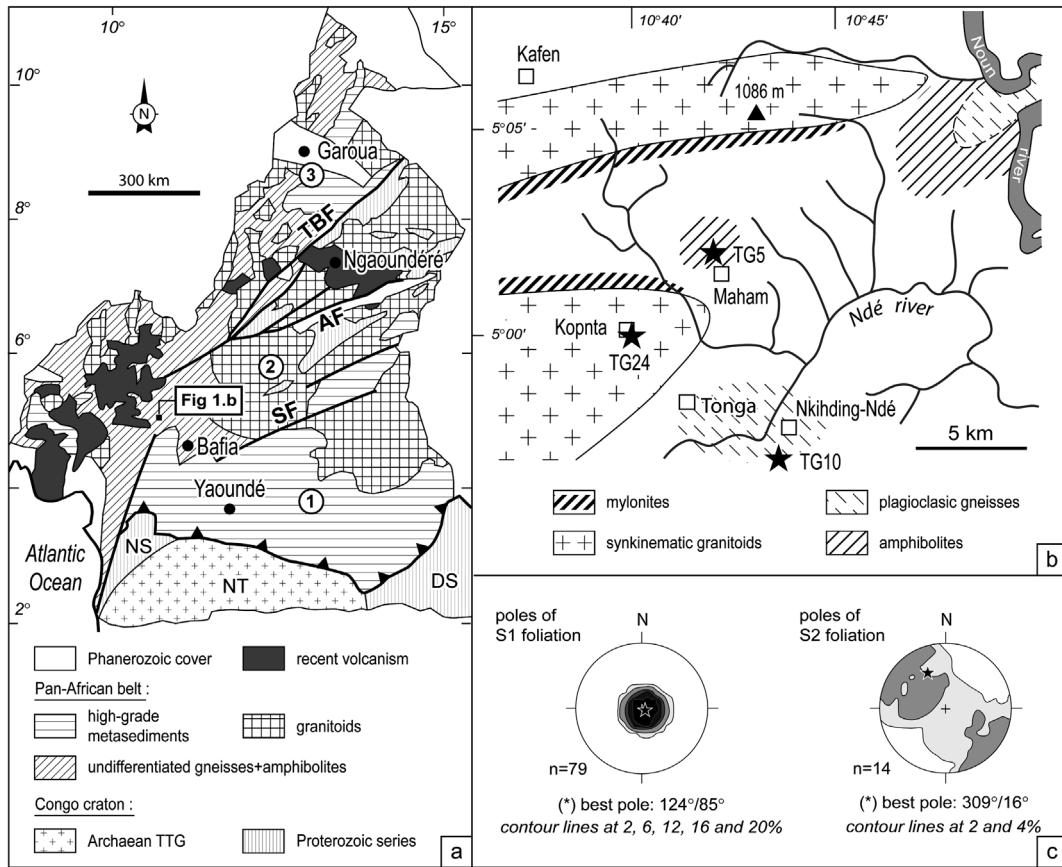 10°
15°
10°
N
Garoua
300 km
3
TBF
8°
Ngaoundéré
AF
6°
2
Fig 1.b
SF
Bafia
Yaoundé
1
Atlantic
Ocean
NS
NT
DS
2°
Phanerozoic cover
recent volcanism
Pan-African belt :
high-grade
metasediments
granitoids
undifferentiated gneisses+amphibolites
Congo craton :
Archaean TTG
Proterozoic series
a
10°40'
10°45'
Kafen
Noun
river
1086 m
5°05'
TG5
Maham
Ndé river
5°00'
Kopnta
TG24
Tonga
Nkihding-Ndé
5 km
TG10
mylonites
plagioclasic gneisses
synkinematic granitoids
amphibolites
b
poles of
S1 foliation
N
n=79
(*) best pole: 124°/85°
contour lines at 2, 6, 12, 16 and 20%
poles of
S2 foliation
N
n=14
(*) best pole: 309°/16°
contour lines at 2 and 4%
c